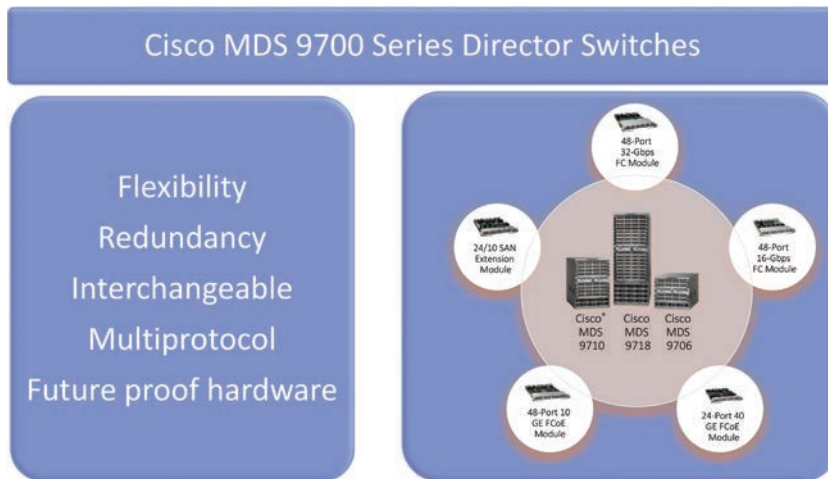 Cisco MDS 9700 Series Director Switches
Flexibility
Redundancy
Interchangeable
Multiprotocol
Future proof hardware
48-Port
32-Gbps
FC Module
24/10 SAN
Extension
Module
48-Port
16-Gbps
FC Module
Cisco®
MDS
9710
Cisco
MDS
9718
Cisco
MDS
9706
48-Port 10
GE FCoE
Module
24-Port 40
GE FCoE
Module